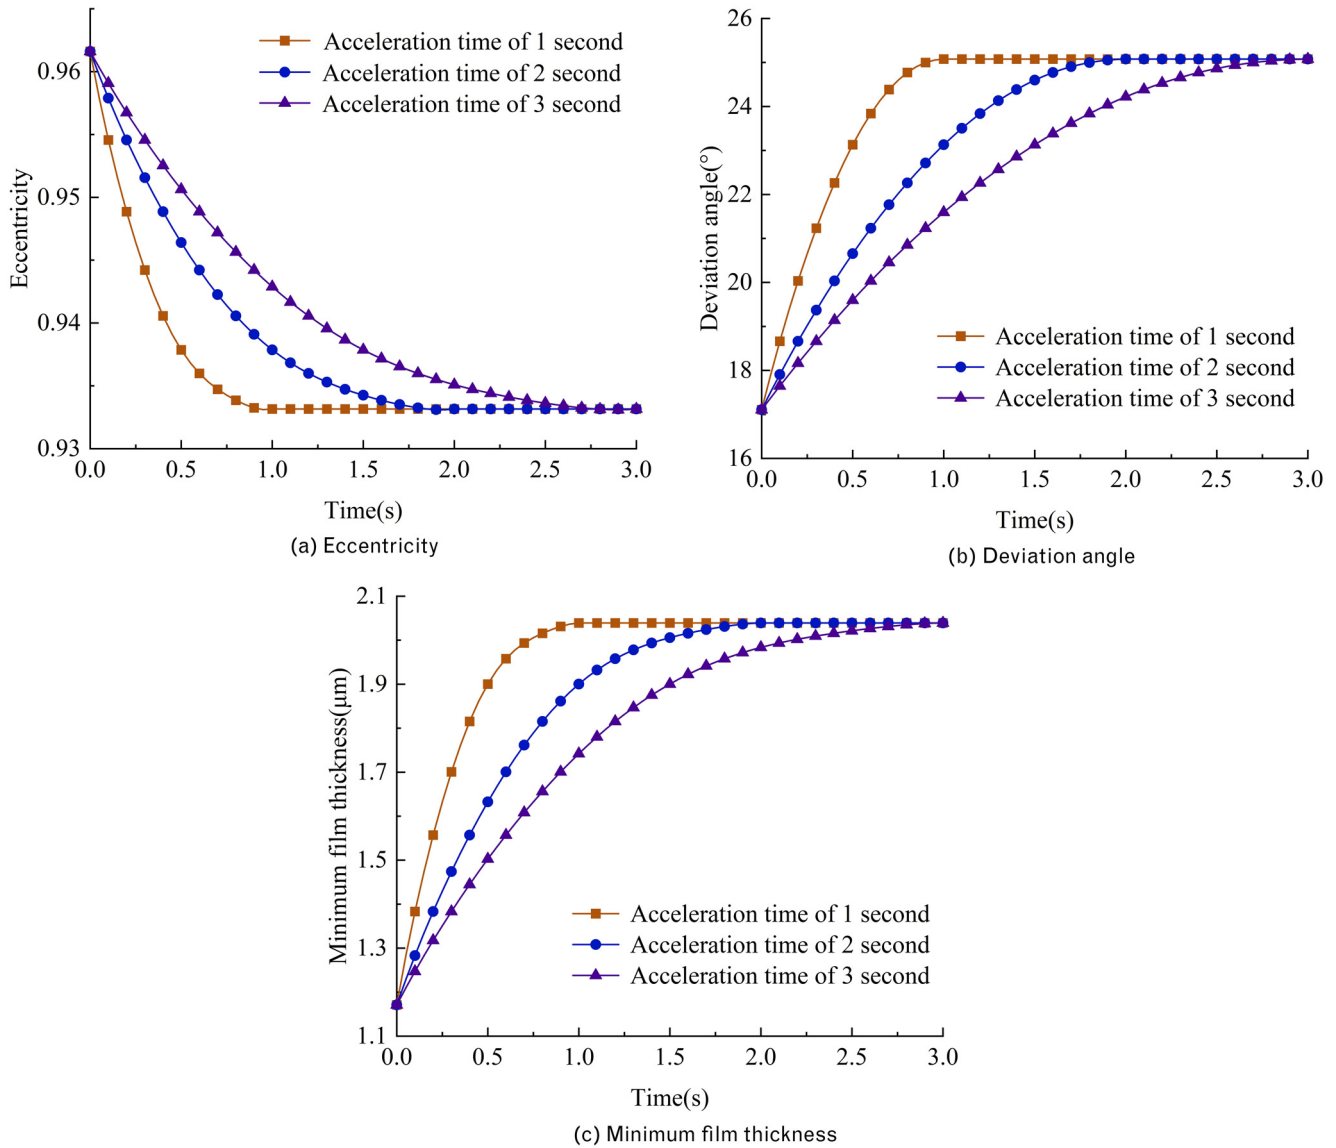 Eccentricity
0.96
0.95
0.94
0.93
0.0 0.5 1.0 1.5 2.0 2.5 3.0
Time(s)
Acceleration time of 1 second
Acceleration time of 2 second
Acceleration time of 3 second
(a) Eccentricity
Deviation angle(°)
26
24
22
20
18
16
0.0 0.5 1.0 1.5 2.0 2.5 3.0
Time(s)
Acceleration time of 1 second
Acceleration time of 2 second
Acceleration time of 3 second
(b) Deviation angle
Minimum film thickness(μm)
2.1
1.9
1.7
1.5
1.3
1.1
0.0 0.5 1.0 1.5 2.0 2.5 3.0
Time(s)
Acceleration time of 1 second
Acceleration time of 2 second
Acceleration time of 3 second
(c) Minimum film thickness